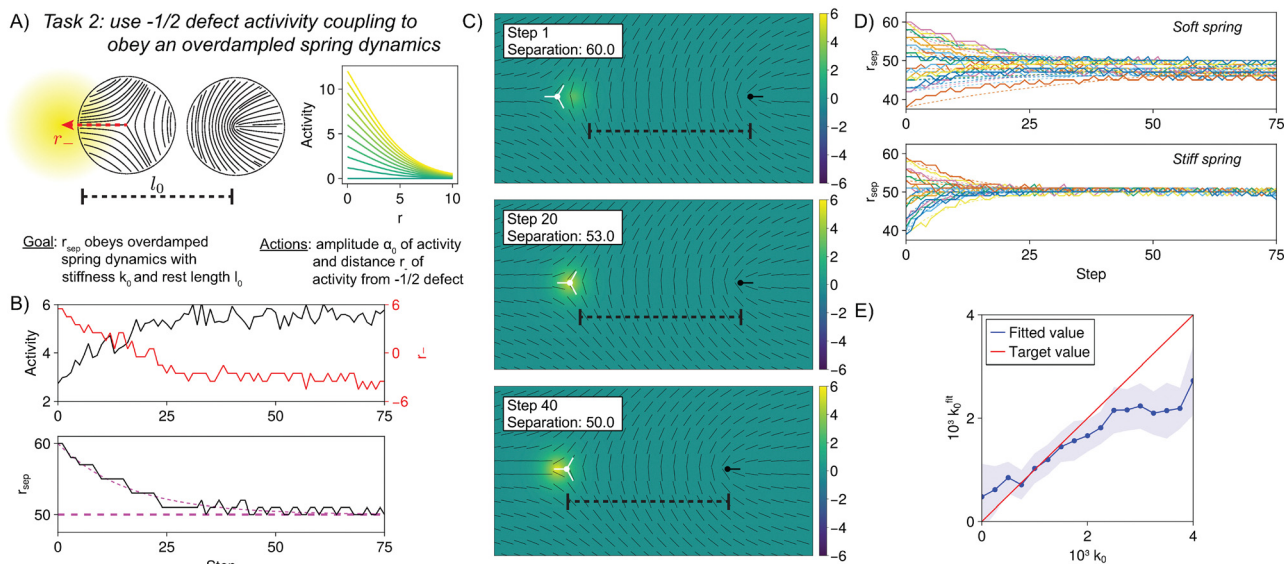 A) Task 2: use -1/2 defect activity coupling to
obey an overdamped spring dynamics
r_
l₀
Activity
10
5
0
0 5 10
r
Goal: r_sep obeys overdamped
spring dynamics with
stiffness k₀ and rest length l₀
Actions: amplitude α₀ of activity
and distance r_ of
activity from -1/2 defect
B)
Activity
6
4
2
6
0
−6
r_
0 25 50 75
r_sep
60
50
0 25 50 75
C)
Step 1
Separation: 60.0
6
4
2
0
−2
−4
−6
Step 20
Separation: 53.0
6
4
2
0
−2
−4
−6
Step 40
Separation: 50.0
6
4
2
0
−2
−4
−6
D)
Soft spring
r_sep
60
50
40
0 25 50 75
Stiff spring
r_sep
60
50
40
0 25 50 75
Step
E)
Fitted value
Target value
10³ k₀^fit
4
2
0
0 2 4
10³ k₀